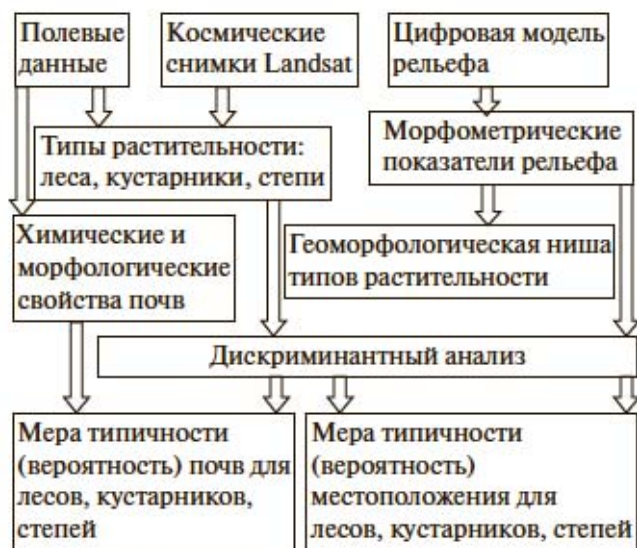 Полевые
данные
Космические
снимки Landsat
Цифровая модель
рельефа
Типы растительности:
леса, кустарники, степи
Морфометрические
показатели рельефа
Химические и
морфологические
свойства почв
Геоморфологическая ниша
типов растительности
Дискриминантный анализ
Мера типичности
(вероятность) почв для
лесов, кустарников,
степей
Мера типичности
(вероятность)
местоположения для
лесов, кустарников, степей